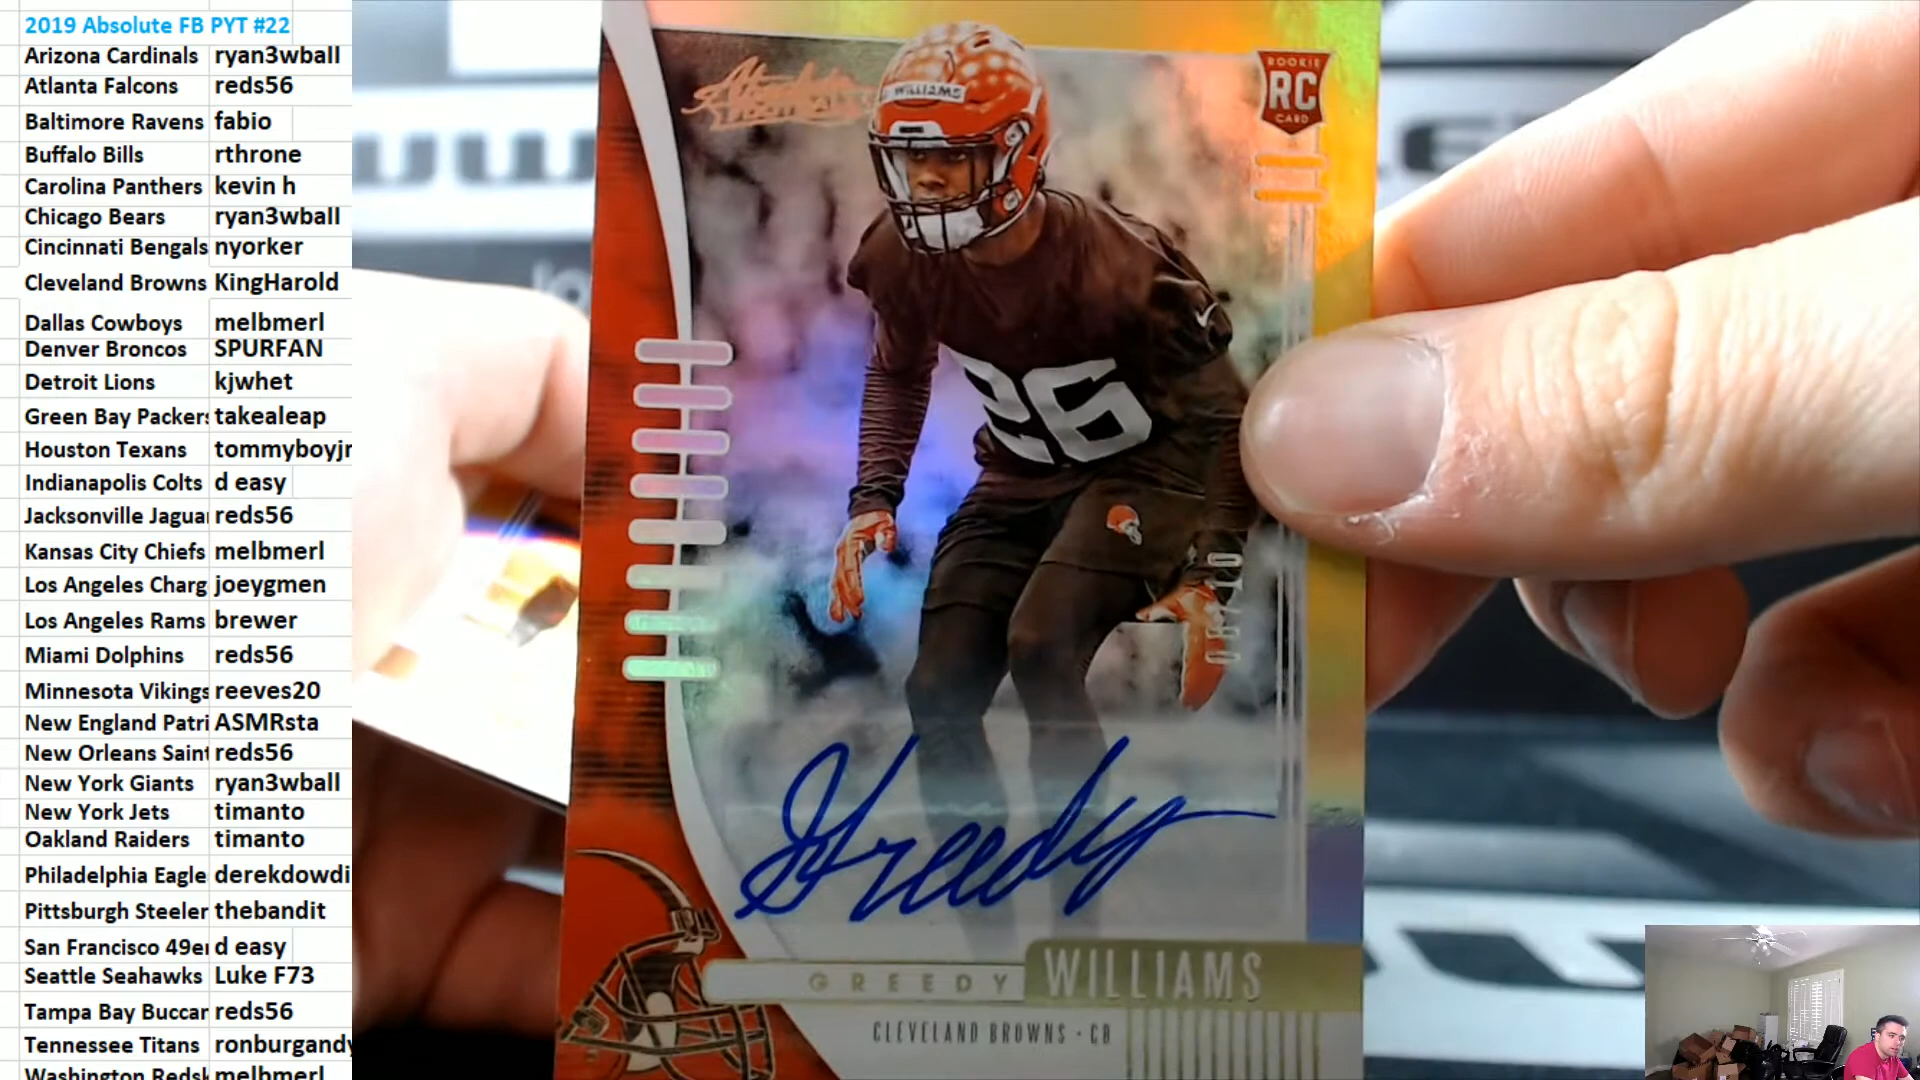 2019 Absolute FB PYT #22
Arizona Cardinals ryan3wball
Atlanta Falcons reds56
Baltimore Ravens fabio
Buffalo Bills rthrone
Carolina Panthers kevin h
Chicago Bears ryan3wball
Cincinnati Bengals nyorker
Cleveland Browns KingHarold
Dallas Cowboys melbmerl
Denver Broncos SPURFAN
Detroit Lions kjwhet
Green Bay Packers takealeap
Houston Texans tommyboyjr
Indianapolis Colts d easy
Jacksonville Jagua reds56
Kansas City Chiefs melbmerl
Los Angeles Charg joeygmen
Los Angeles Rams brewer
Miami Dolphins reds56
Minnesota Vikings reeves20
New England Patri ASMRsta
New Orleans Saint reds56
New York Giants ryan3wball
New York Jets timanto
Oakland Raiders timanto
Philadelphia Eagle derekdowdi
Pittsburgh Steeler thebandit
San Francisco 49er d easy
Seattle Seahawks Luke F73
Tampa Bay Buccar reds56
Tennessee Titans ronburgandy
Washington Redsk melbmerl
Absolute
WILLIAMS
ROOKIE
RC
CARD
26
Greedy
GREEDY WILLIAMS
CLEVELAND BROWNS · CB